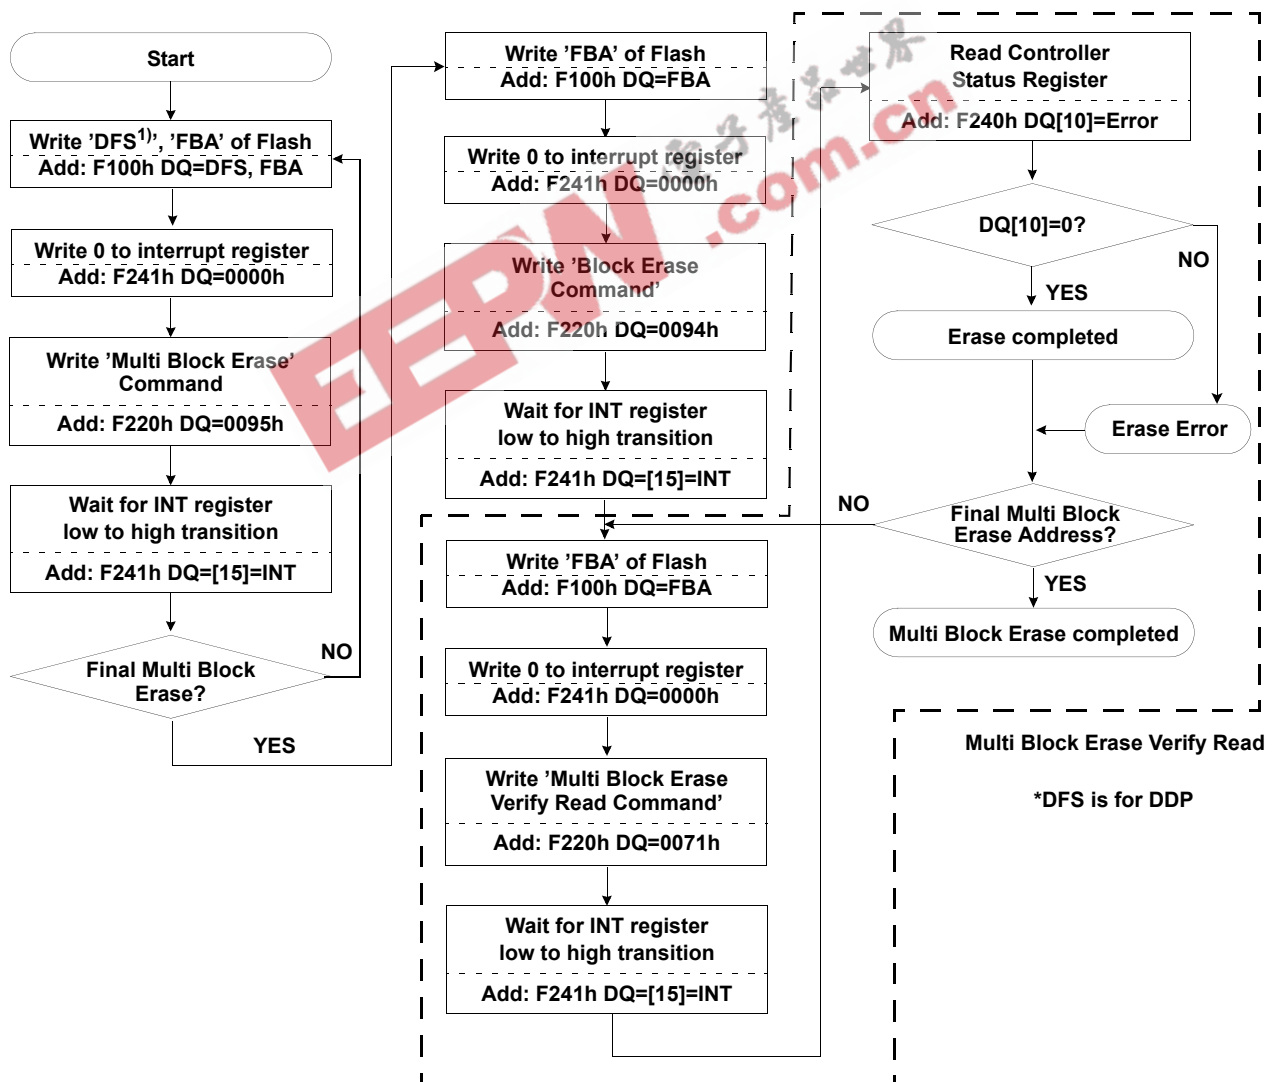 Start
Write ’DFS1)’, ’FBA’ of Flash
Add: F100h DQ=DFS, FBA
Write 0 to interrupt register
Add: F241h DQ=0000h
Write ’Multi Block Erase’
Command
Add: F220h DQ=0095h
Wait for INT register
low to high transition
Add: F241h DQ=[15]=INT
Final Multi Block
Erase?
NO
YES
Write ’FBA’ of Flash
Add: F100h DQ=FBA
Write 0 to interrupt register
Add: F241h DQ=0000h
Write ’Block Erase
Command’
Add: F220h DQ=0094h
Wait for INT register
low to high transition
Add: F241h DQ=[15]=INT
Write ’FBA’ of Flash
Add: F100h DQ=FBA
Write 0 to interrupt register
Add: F241h DQ=0000h
Write ’Multi Block Erase
Verify Read Command’
Add: F220h DQ=0071h
Wait for INT register
low to high transition
Add: F241h DQ=[15]=INT
Read Controller
Status Register
Add: F240h DQ[10]=Error
DQ[10]=0?
NO
YES
Erase completed
Erase Error
Final Multi Block
Erase Address?
NO
YES
Multi Block Erase completed
Multi Block Erase Verify Read
*DFS is for DDP
EEPW
.com.cn
電子產品世界